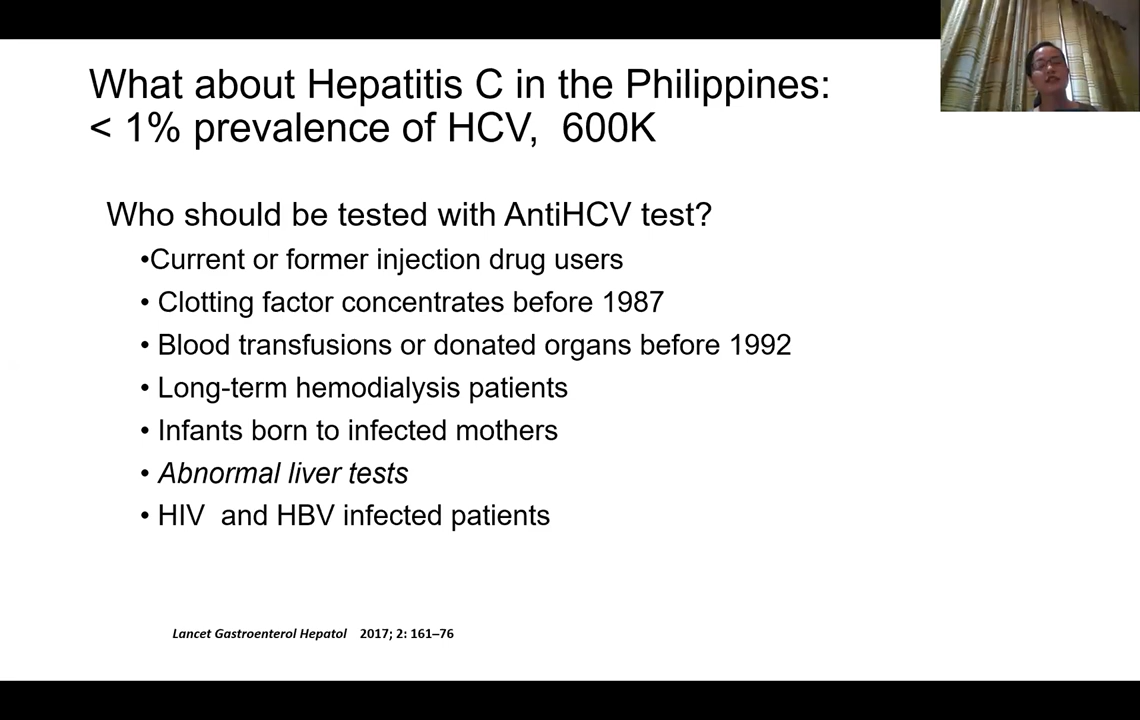 What about Hepatitis C in the Philippines:
< 1% prevalence of HCV,  600K
Who should be tested with AntiHCV test?
•Current or former injection drug users
• Clotting factor concentrates before 1987
• Blood transfusions or donated organs before 1992
• Long-term hemodialysis patients
• Infants born to infected mothers
• Abnormal liver tests
• HIV  and HBV infected patients
Lancet Gastroenterol Hepatol   2017; 2: 161–76